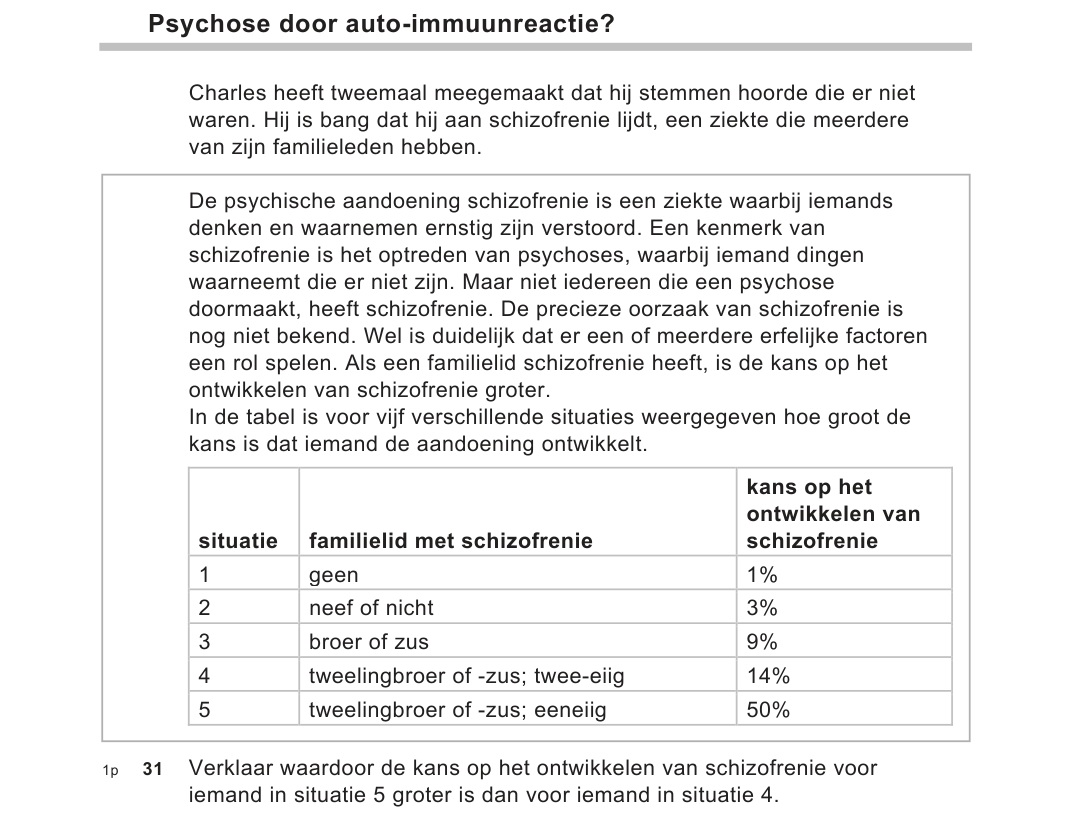 Psychose door auto-immuunreactie?
Charles heeft tweemaal meegemaakt dat hij stemmen hoorde die er niet
waren. Hij is bang dat hij aan schizofrenie lijdt, een ziekte die meerdere
van zijn familieleden hebben.
De psychische aandoening schizofrenie is een ziekte waarbij iemands
denken en waarnemen ernstig zijn verstoord. Een kenmerk van
schizofrenie is het optreden van psychoses, waarbij iemand dingen
waarneemt die er niet zijn. Maar niet iedereen die een psychose
doormaakt, heeft schizofrenie. De precieze oorzaak van schizofrenie is
nog niet bekend. Wel is duidelijk dat er een of meerdere erfelijke factoren
een rol spelen. Als een familielid schizofrenie heeft, is de kans op het
ontwikkelen van schizofrenie groter.
In de tabel is voor vijf verschillende situaties weergegeven hoe groot de
kans is dat iemand de aandoening ontwikkelt.
kans op het
ontwikkelen van
situatie familielid met schizofrenie schizofrenie
1 geen 1%
2 neef of nicht 3%
3 broer of zus 9%
4 tweelingbroer of -zus; twee-eiig 14%
5 tweelingbroer of -zus; eeneiig 50%
1p 31 Verklaar waardoor de kans op het ontwikkelen van schizofrenie voor
iemand in situatie 5 groter is dan voor iemand in situatie 4.